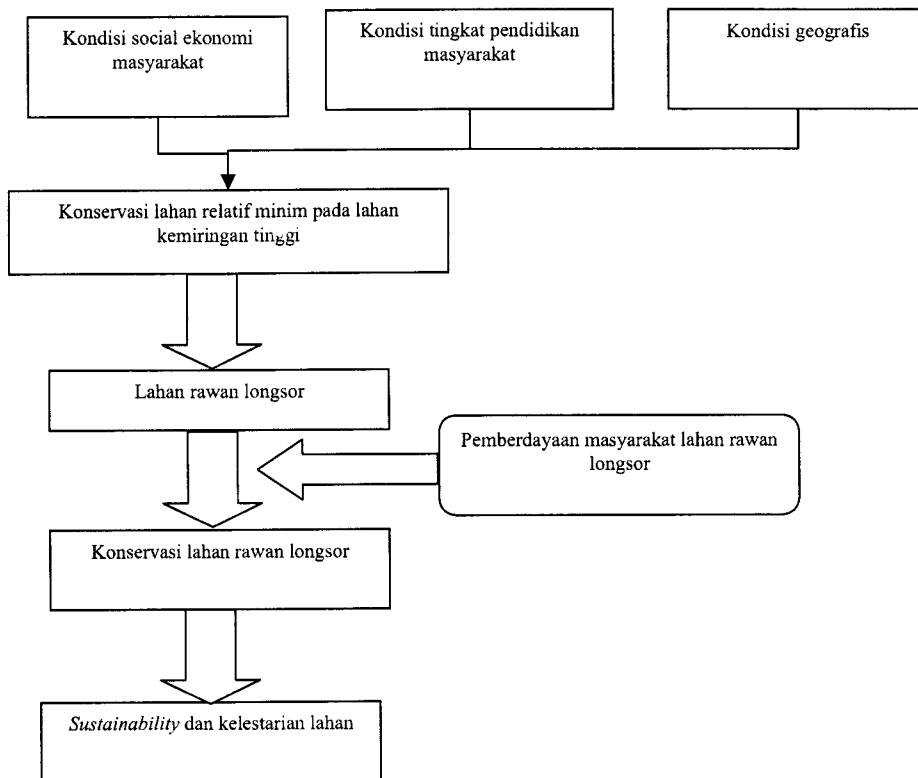 Kondisi social ekonomi
masyarakat
Kondisi tingkat pendidikan
masyarakat
Kondisi geografis
Konservasi lahan relatif minim pada lahan
kemiringan tinggi
Lahan rawan longsor
Pemberdayaan masyarakat lahan rawan
longsor
Konservasi lahan rawan longsor
Sustainability dan kelestarian lahan